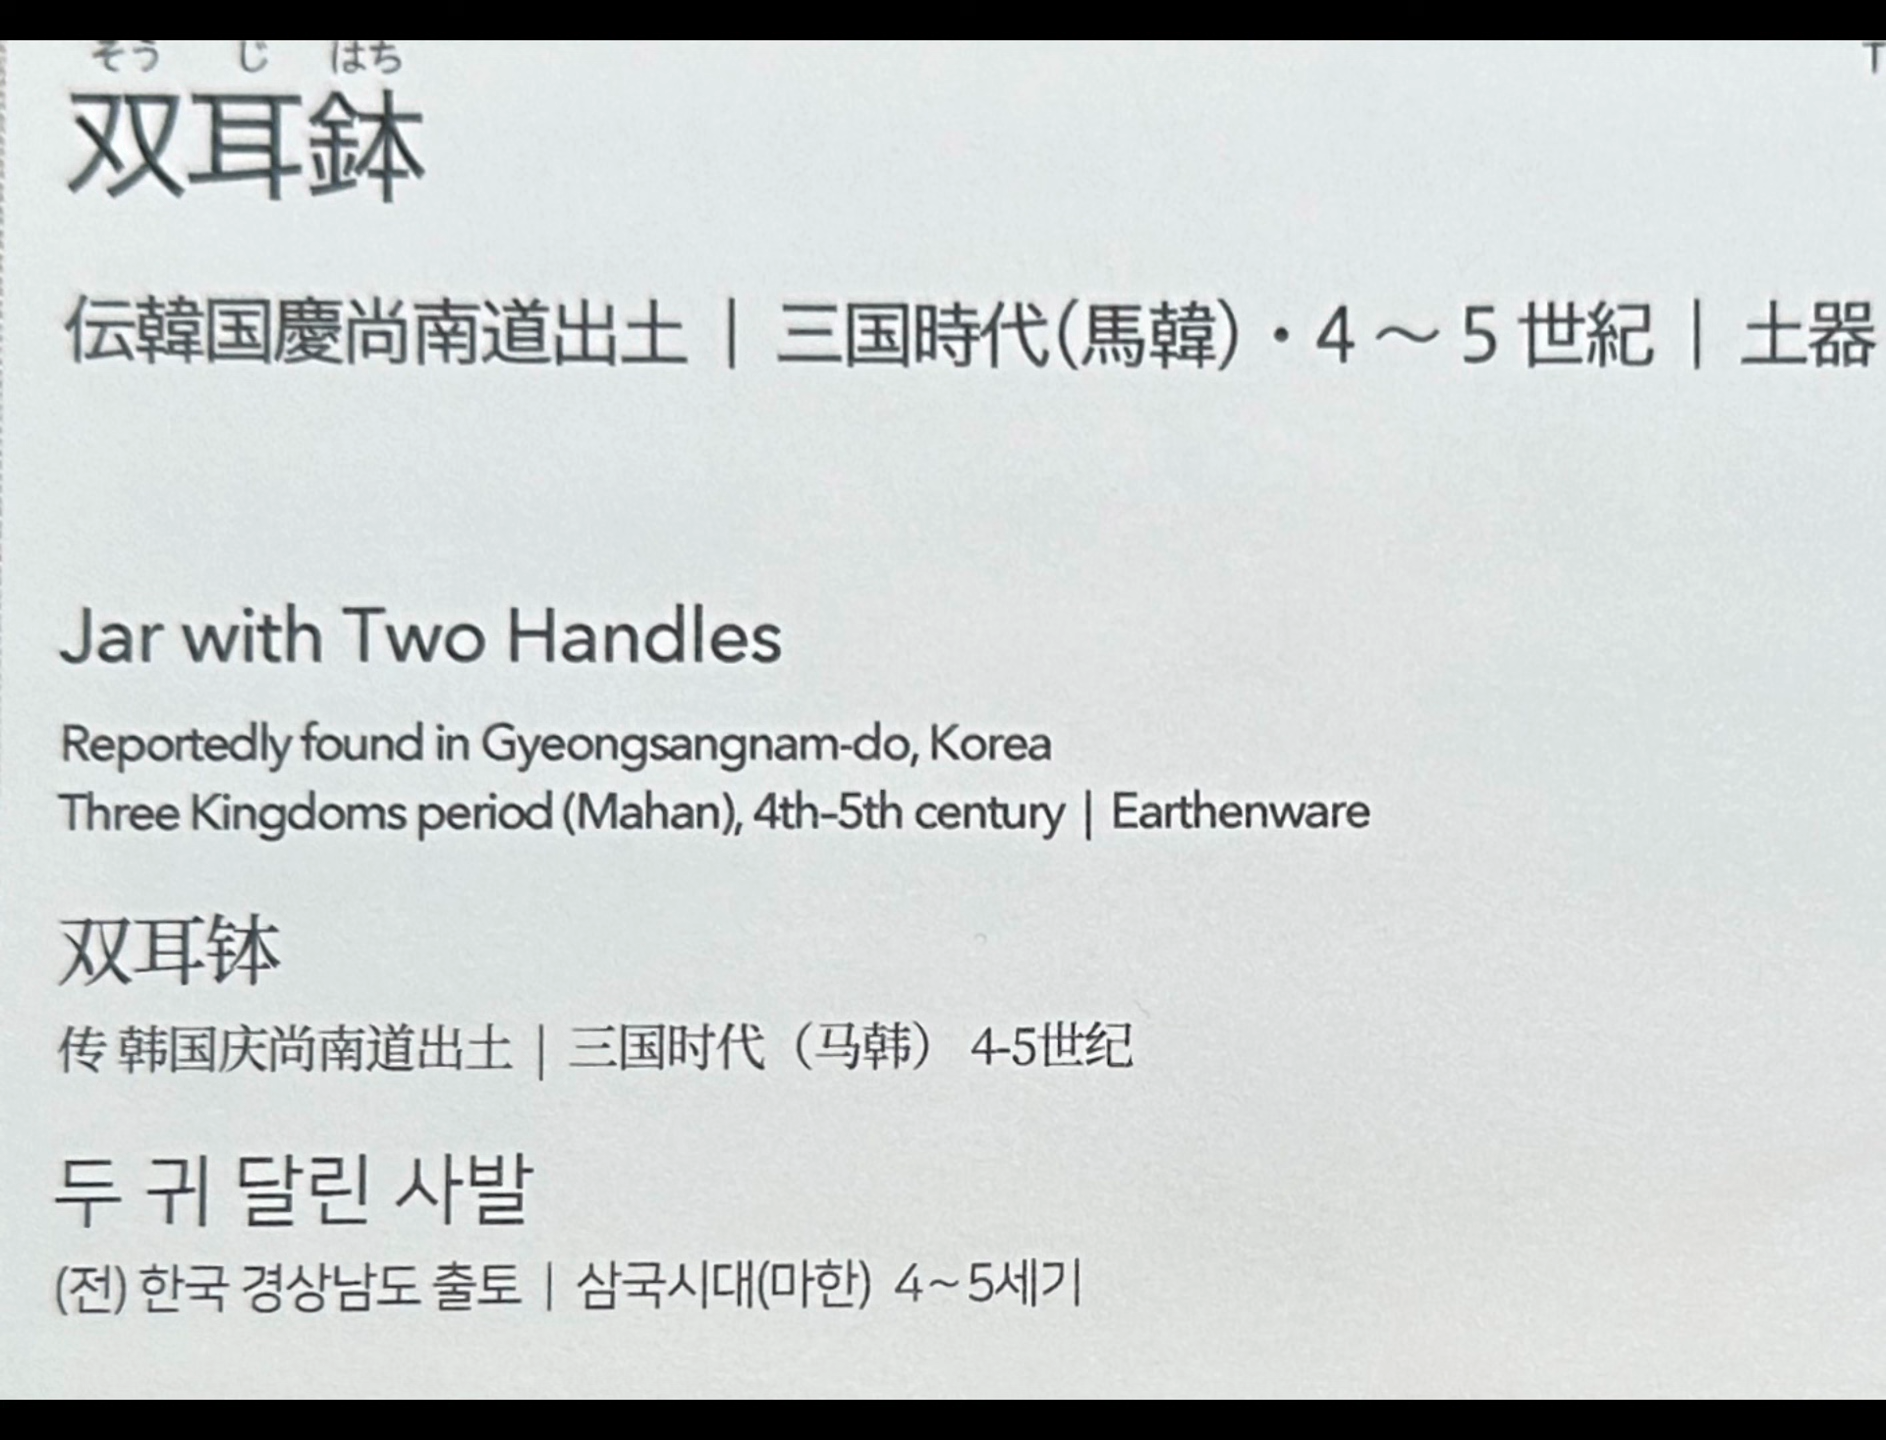 そう じ はち
双耳鉢
伝韓国慶尚南道出土｜三国時代(馬韓)・4～5世紀｜土器
Jar with Two Handles
Reportedly found in Gyeongsangnam-do, Korea
Three Kingdoms period (Mahan), 4th-5th century | Earthenware
双耳钵
传 韩国庆尚南道出土｜三国时代（马韩） 4-5世纪
두 귀 달린 사발
(전) 한국 경상남도 출토 | 삼국시대(마한) 4~5세기